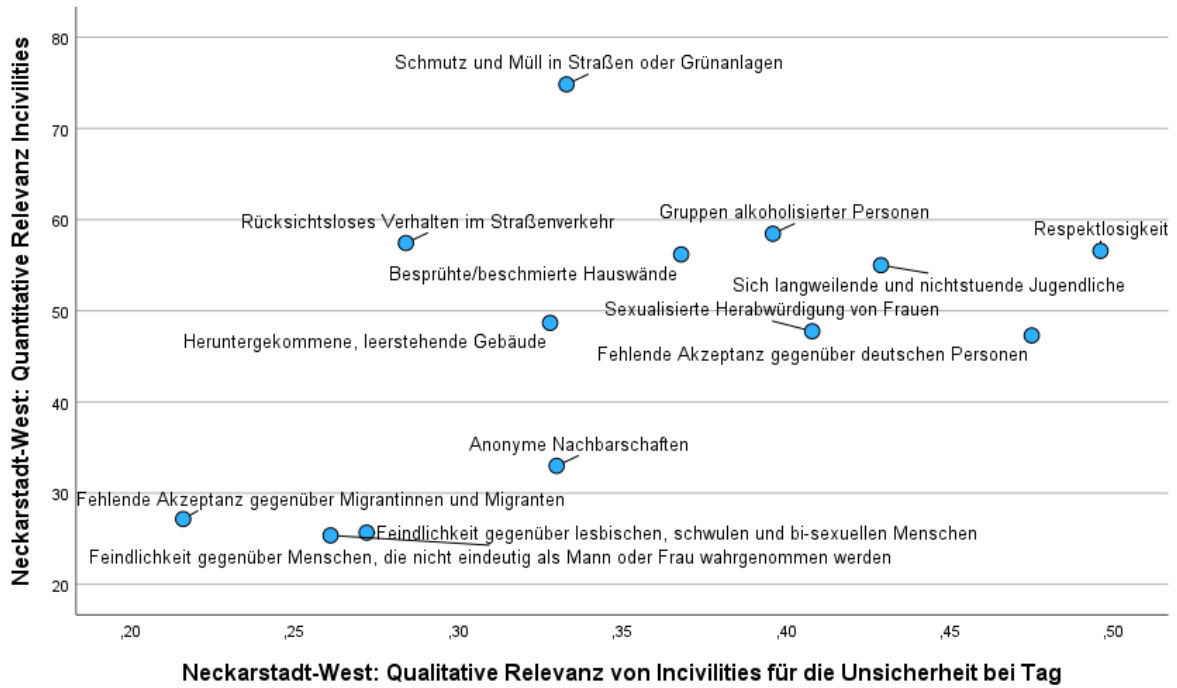 Neckarstadt-West: Quantitative Relevanz Incivilities
80
70
60
50
40
30
20
Schmutz und Müll in Straßen oder Grünanlagen
Gruppen alkoholisierter Personen
Rücksichtsloses Verhalten im Straßenverkehr
Respektlosigkeit
Besprühte/beschmierte Hauswände
Sich langweilende und nichtstuende Jugendliche
Sexualisierte Herabwürdigung von Frauen
Heruntergekommene, leerstehende Gebäude
Fehlende Akzeptanz gegenüber deutschen Personen
Anonyme Nachbarschaften
Fehlende Akzeptanz gegenüber Migrantinnen und Migranten
Feindlichkeit gegenüber lesbischen, schwulen und bi-sexuellen Menschen
Feindlichkeit gegenüber Menschen, die nicht eindeutig als Mann oder Frau wahrgenommen werden
,20 ,25 ,30 ,35 ,40 ,45 ,50
Neckarstadt-West: Qualitative Relevanz von Incivilities für die Unsicherheit bei Tag